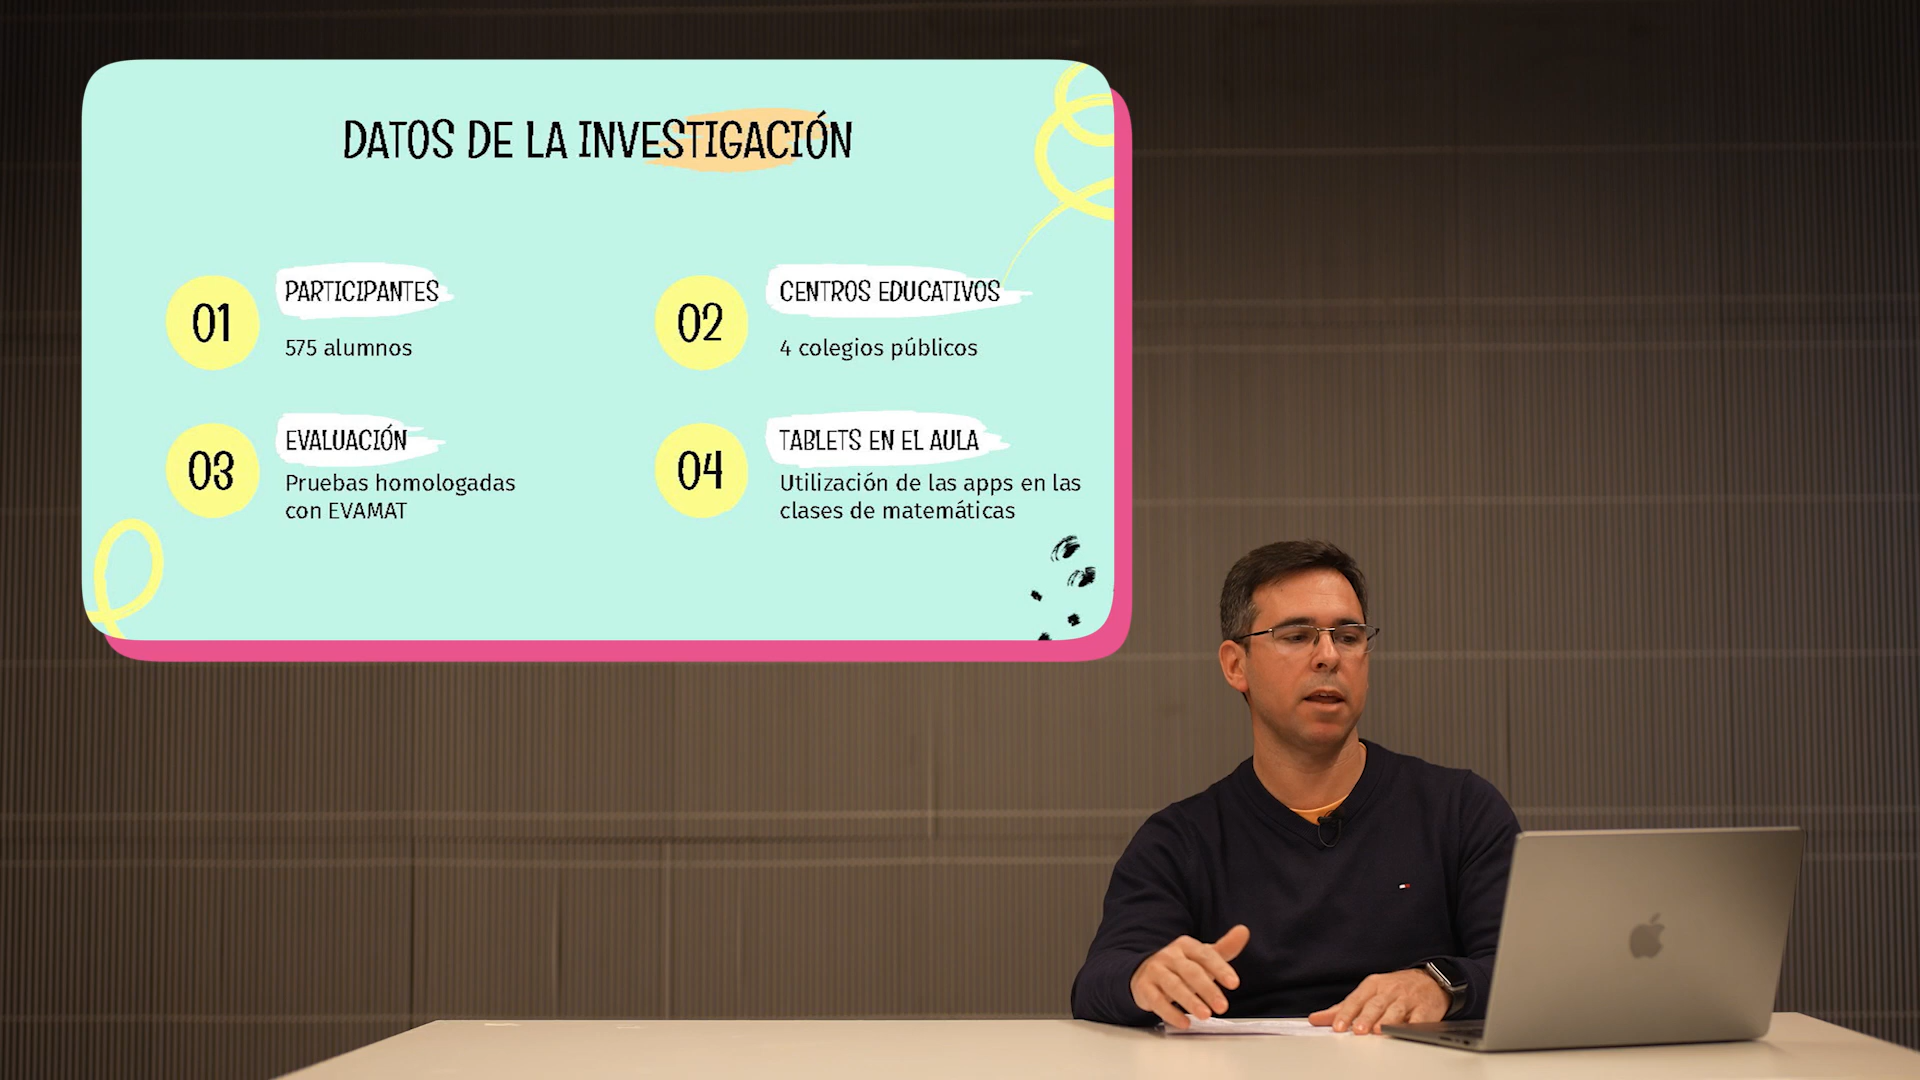 DATOS DE LA INVESTIGACIÓN
01
PARTICIPANTES
575 alumnos
02
CENTROS EDUCATIVOS
4 colegios públicos
03
EVALUACIÓN
Pruebas homologadas
con EVAMAT
04
TABLETS EN EL AULA
Utilización de las apps en las
clases de matemáticas